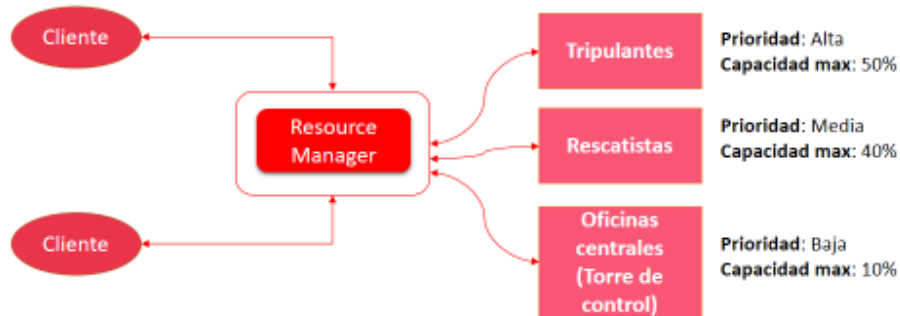 Cliente
Resource
Manager
Cliente
Tripulantes
Prioridad: Alta
Capacidad max: 50%
Rescatistas
Prioridad: Media
Capacidad max: 40%
Oficinas
centrales
(Torre de
control)
Prioridad: Baja
Capacidad max: 10%